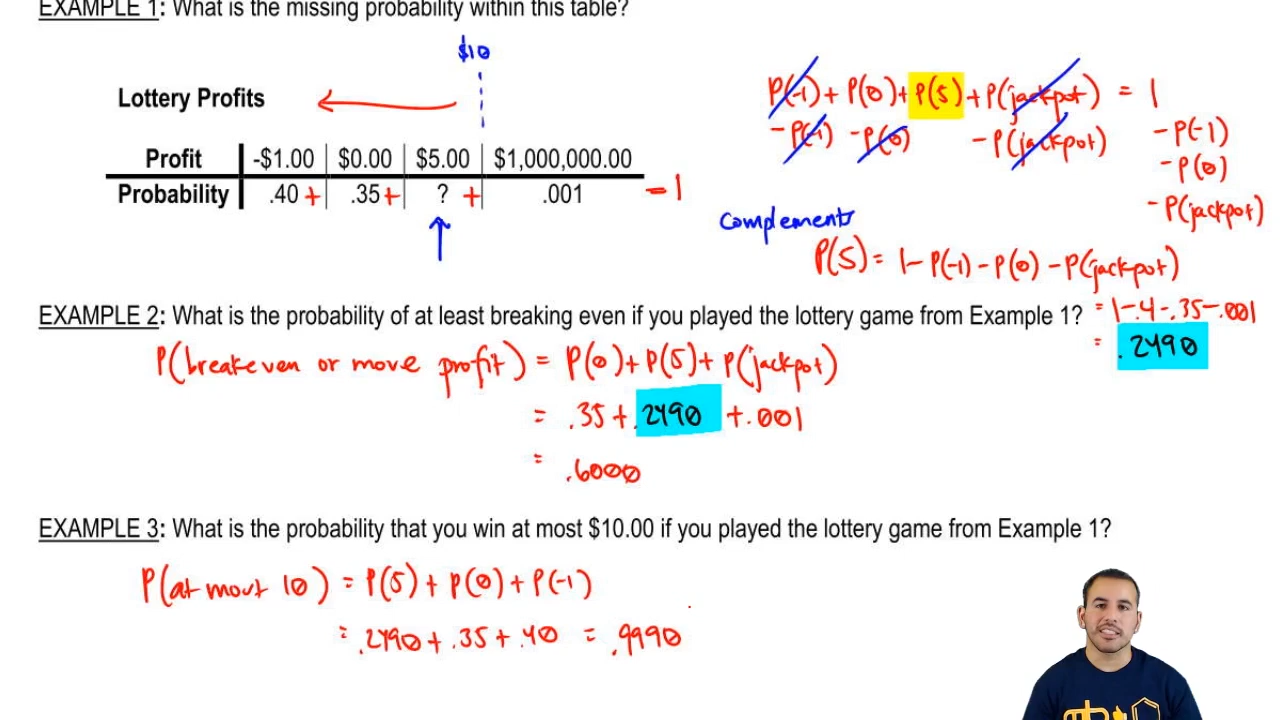 EXAMPLE 1: What is the missing probability within this table?
$10
Lottery Profits
Profit -$1.00 $0.00 $5.00 $1,000,000.00
Probability .40 + .35 + ? + .001 = 1
P(-1) + P(0) + P(5) + P(jackpot) = 1
-P(-1) -P(0) -P(jackpot) -P(-1)
-P(0)
-P(jackpot)
complements
P(5) = 1-P(-1)-P(0)-P(jackpot)
= 1-.4-.35-.001
= .2490
EXAMPLE 2: What is the probability of at least breaking even if you played the lottery game from Example 1?
P(breakeven or move profit) = P(0)+P(5)+P(jackpot)
= .35+.2490 +.001
= .6000
EXAMPLE 3: What is the probability that you win at most $10.00 if you played the lottery game from Example 1?
P(at most 10) = P(5)+P(0)+P(-1)
= .2490+.35+.40 = .9990